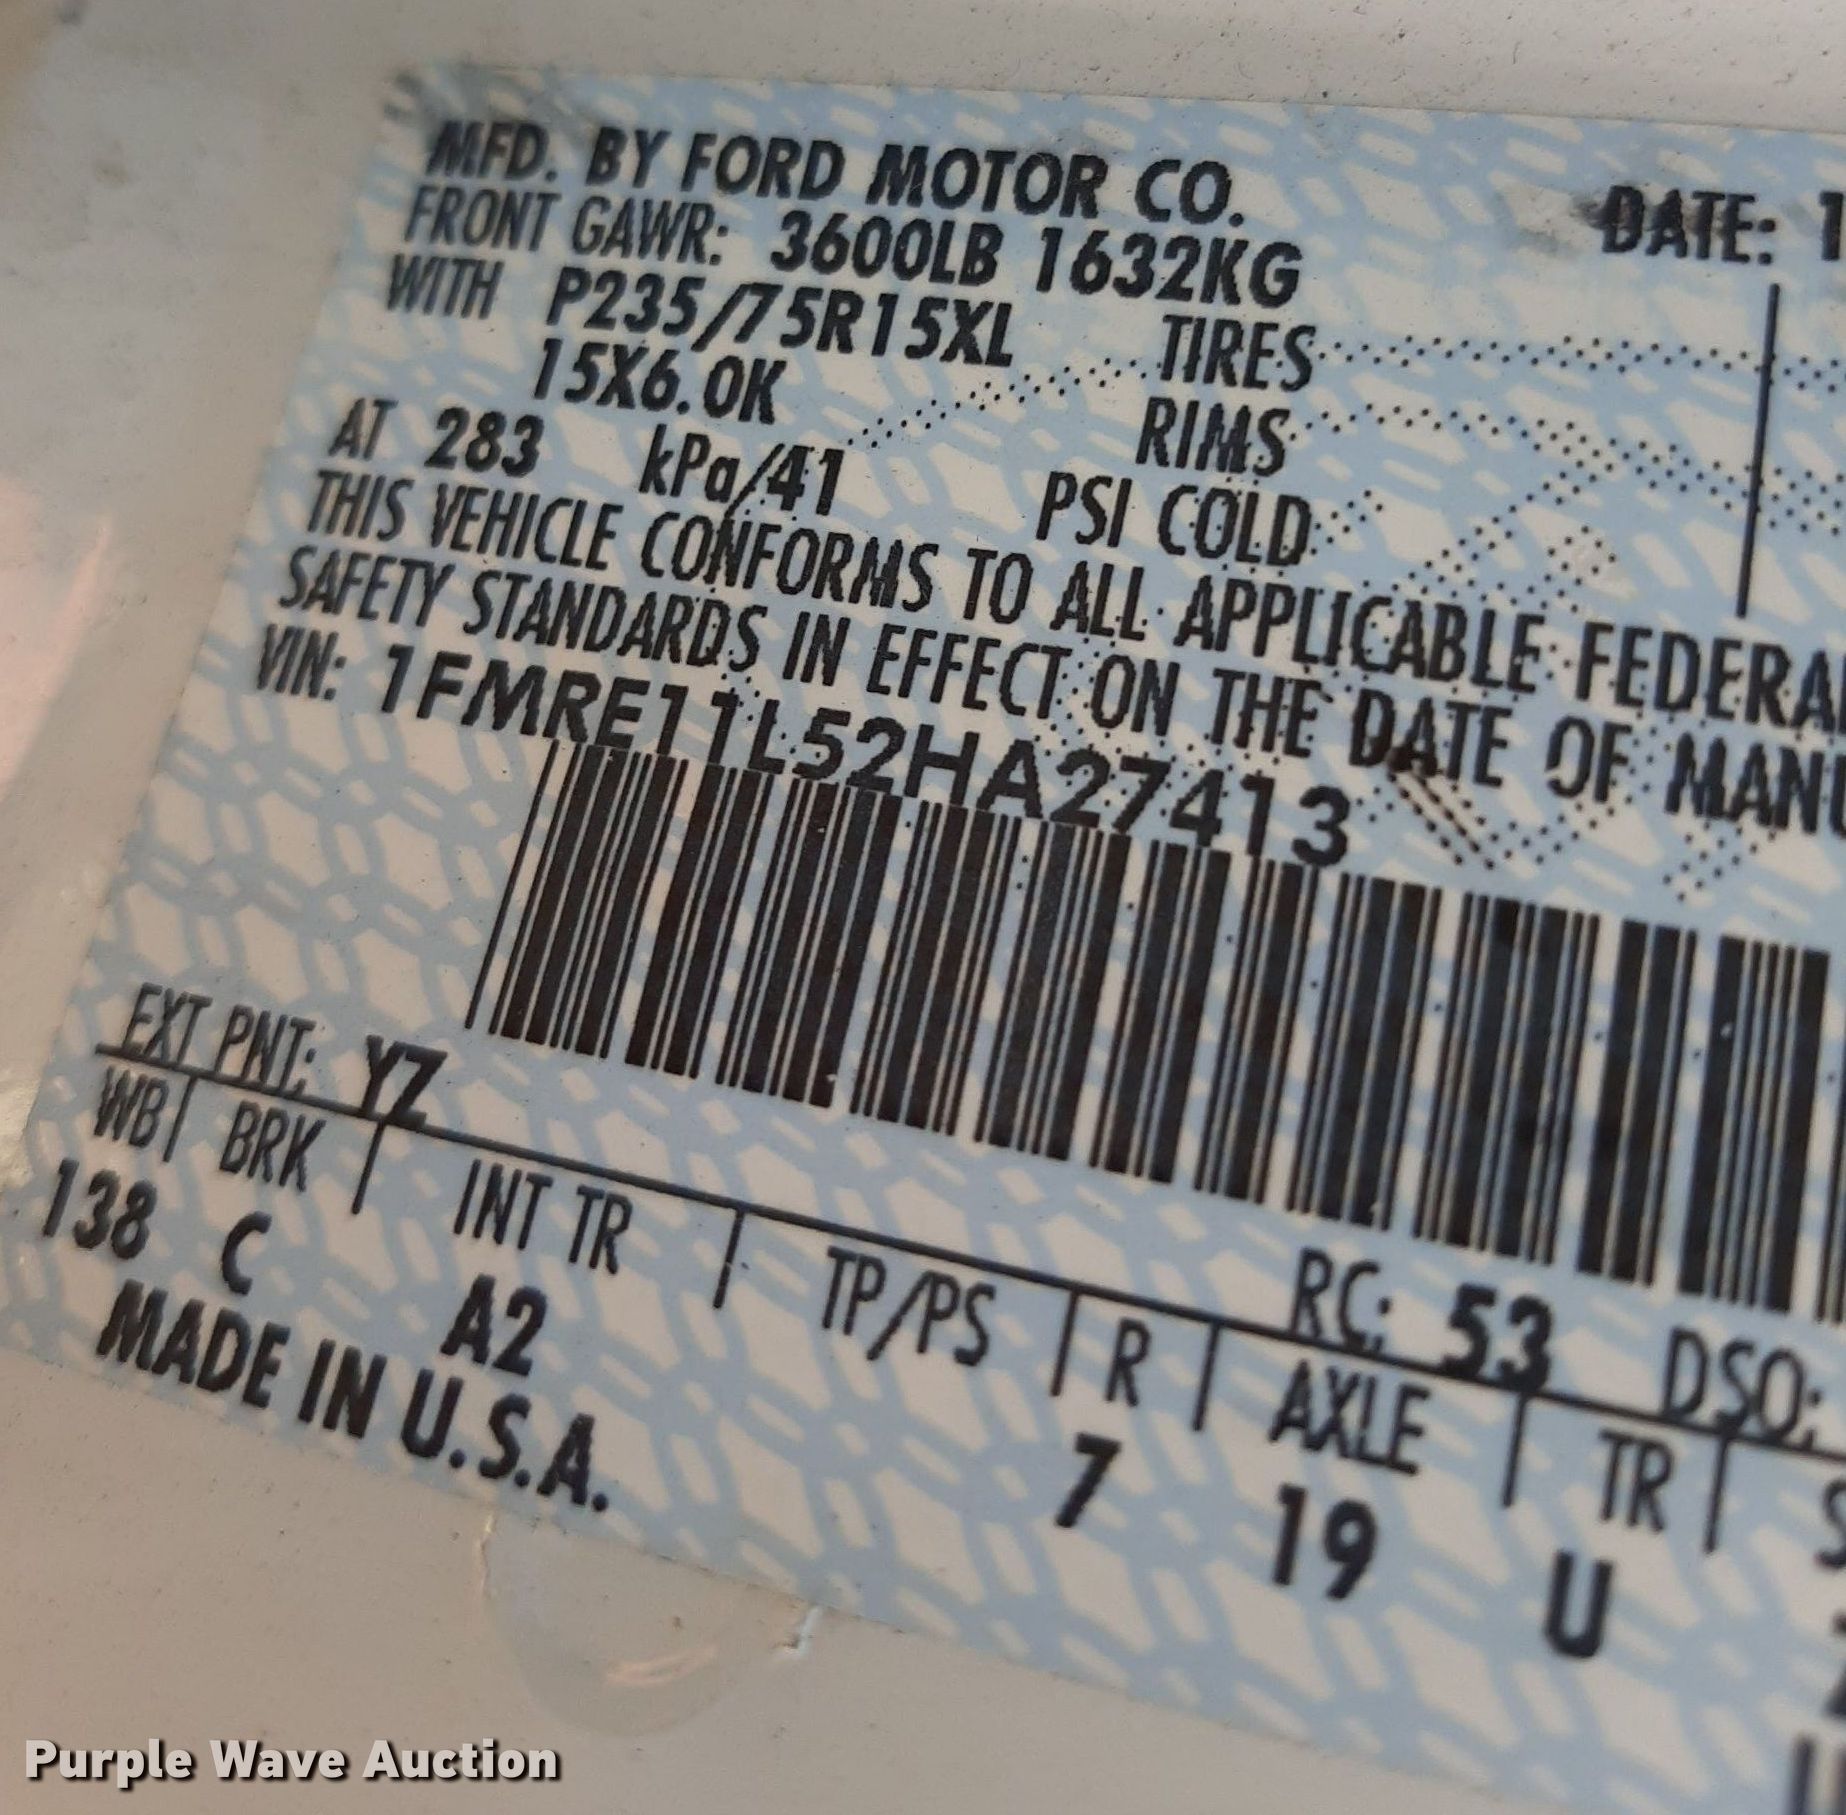 MFD. BY FORD MOTOR CO. DATE: 1
FRONT GAWR: 3600LB 1632KG
WITH P235/75R15XL TIRES
15X6.0K RIMS
AT 283 kPa/41 PSI COLD
THIS VEHICLE CONFORMS TO ALL APPLICABLE FEDERA
SAFETY STANDARDS IN EFFECT ON THE DATE OF MANU
VIN: 1FMRE11L52HA27413
EXT PNT: YZ RC: 53 DSO:
WB BRK INT TR TP/PS R AXLE TR
138 C A2 7 19 U
MADE IN U.S.A.
Purple Wave Auction